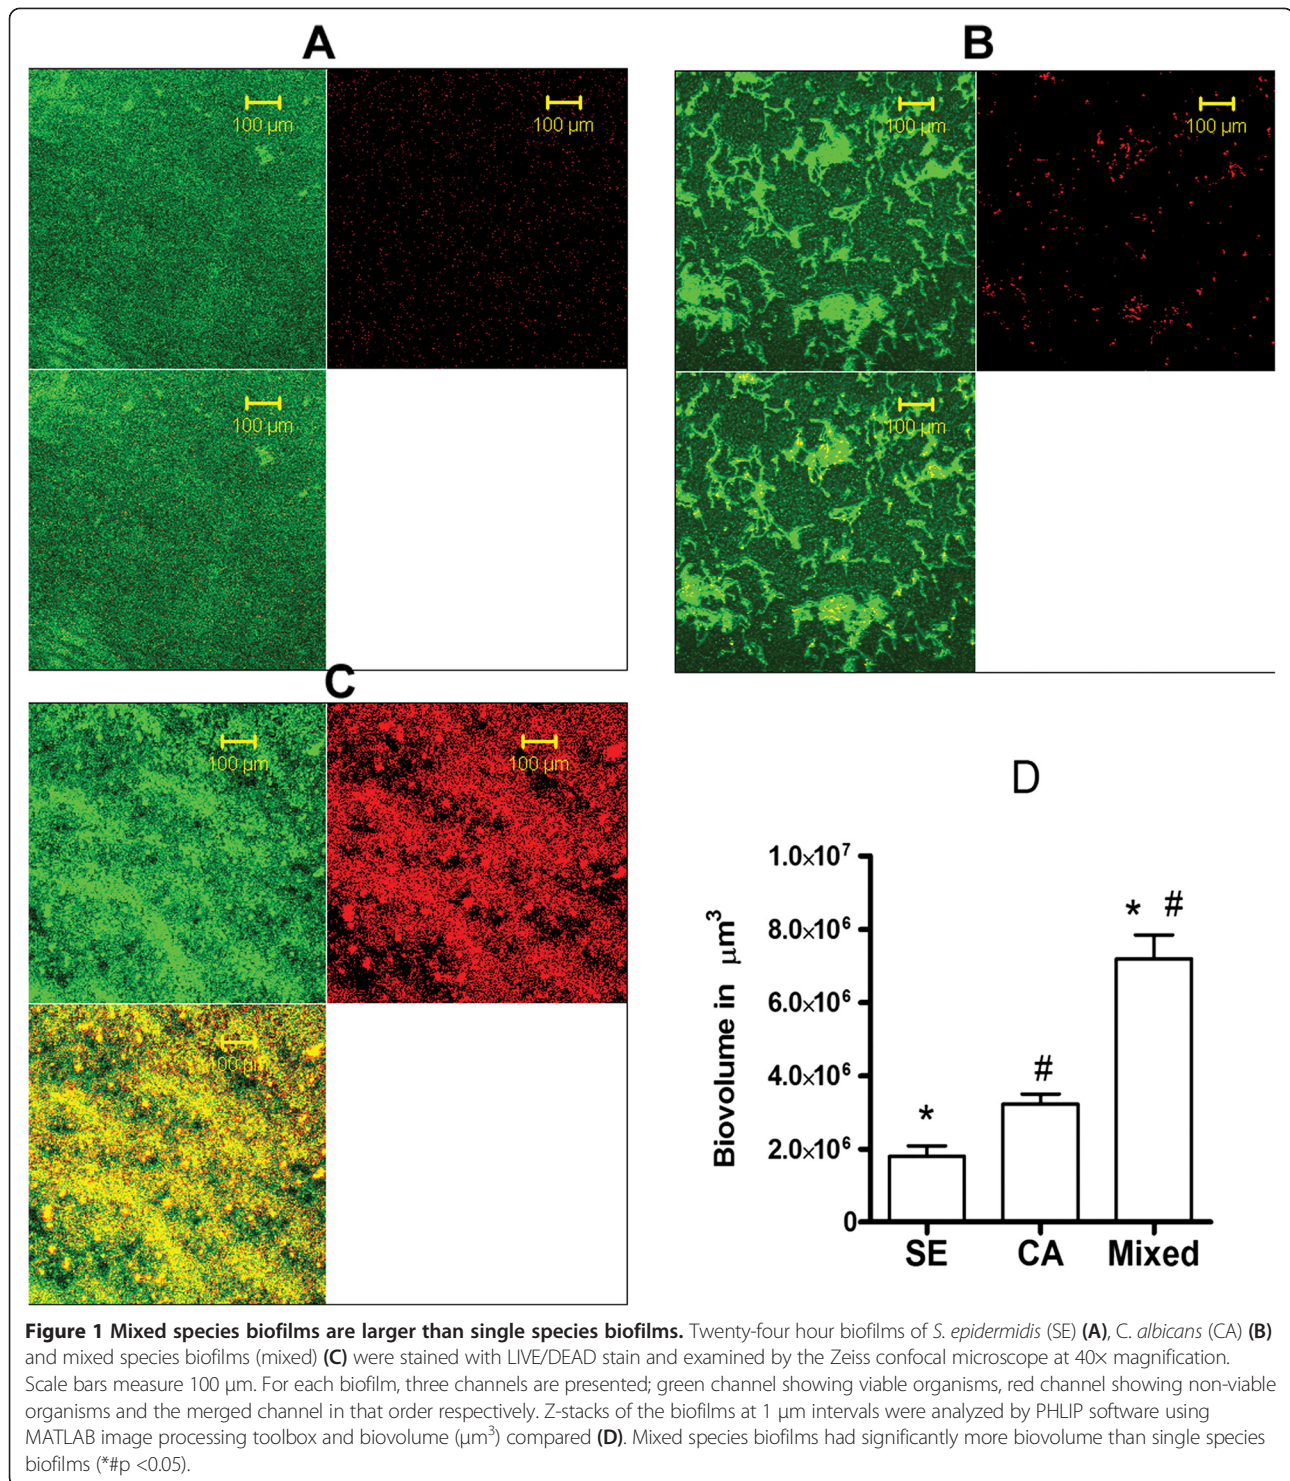 A
B
100 µm
100 µm
100 µm
100 µm
100 µm
100 µm
C
100 µm
100 µm
100 µm
D
Biovolume in µm³
1.0×10⁷
8.0×10⁶
6.0×10⁶
4.0×10⁶
2.0×10⁶
0
*
#
* #
SE CA Mixed
Figure 1 Mixed species biofilms are larger than single species biofilms. Twenty-four hour biofilms of S. epidermidis (SE) (A), C. albicans (CA) (B)
and mixed species biofilms (mixed) (C) were stained with LIVE/DEAD stain and examined by the Zeiss confocal microscope at 40× magnification.
Scale bars measure 100 µm. For each biofilm, three channels are presented; green channel showing viable organisms, red channel showing non-viable
organisms and the merged channel in that order respectively. Z-stacks of the biofilms at 1 µm intervals were analyzed by PHLIP software using
MATLAB image processing toolbox and biovolume (µm³) compared (D). Mixed species biofilms had significantly more biovolume than single species
biofilms (*#p <0.05).